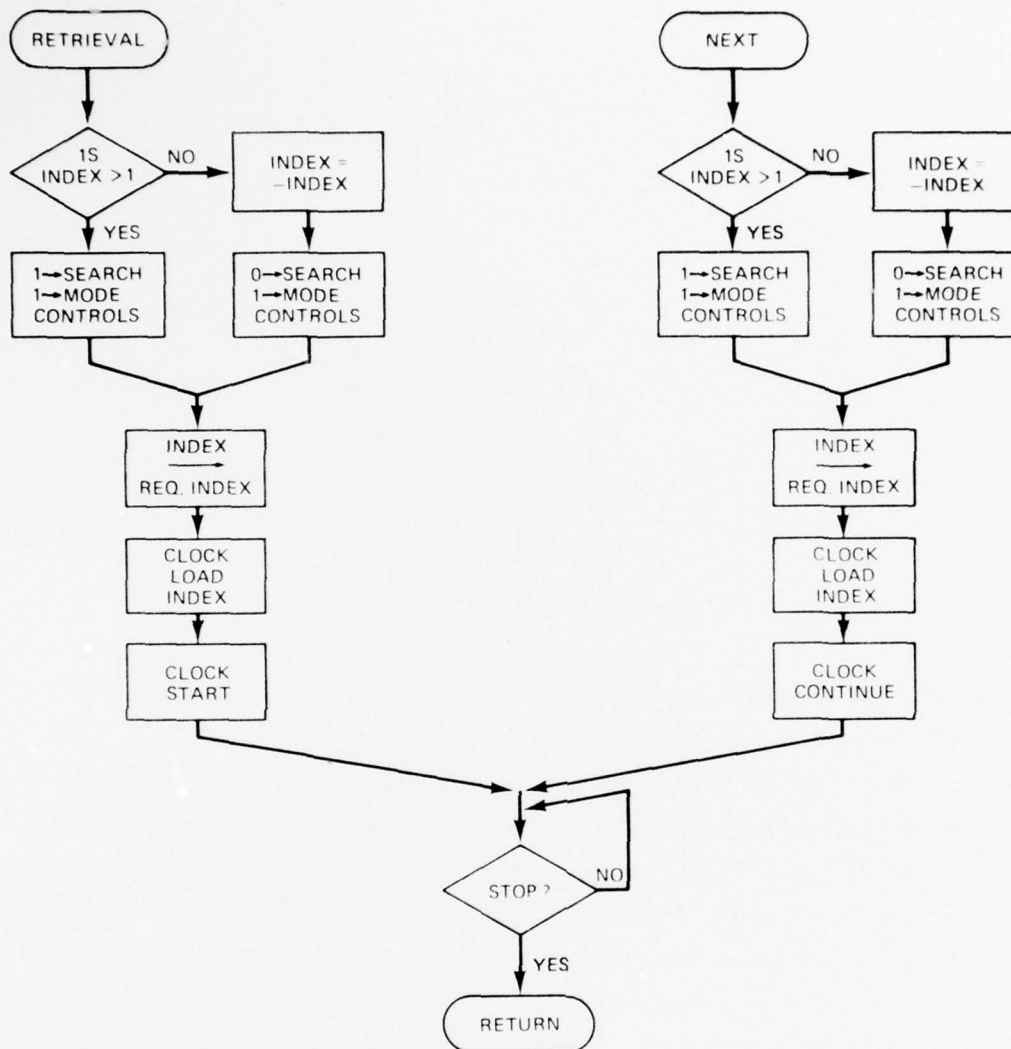 RETRIEVAL
1S
INDEX >1
NO
INDEX =
–INDEX
YES
1→SEARCH
1→MODE
CONTROLS
0→SEARCH
1→MODE
CONTROLS
INDEX
→
REQ. INDEX
CLOCK
LOAD
INDEX
CLOCK
START
NEXT
1S
INDEX >1
NO
INDEX =
–INDEX
YES
1→SEARCH
1→MODE
CONTROLS
0→SEARCH
1→MODE
CONTROLS
INDEX
→
REQ. INDEX
CLOCK
LOAD
INDEX
CLOCK
CONTINUE
STOP ?
NO
YES
RETURN